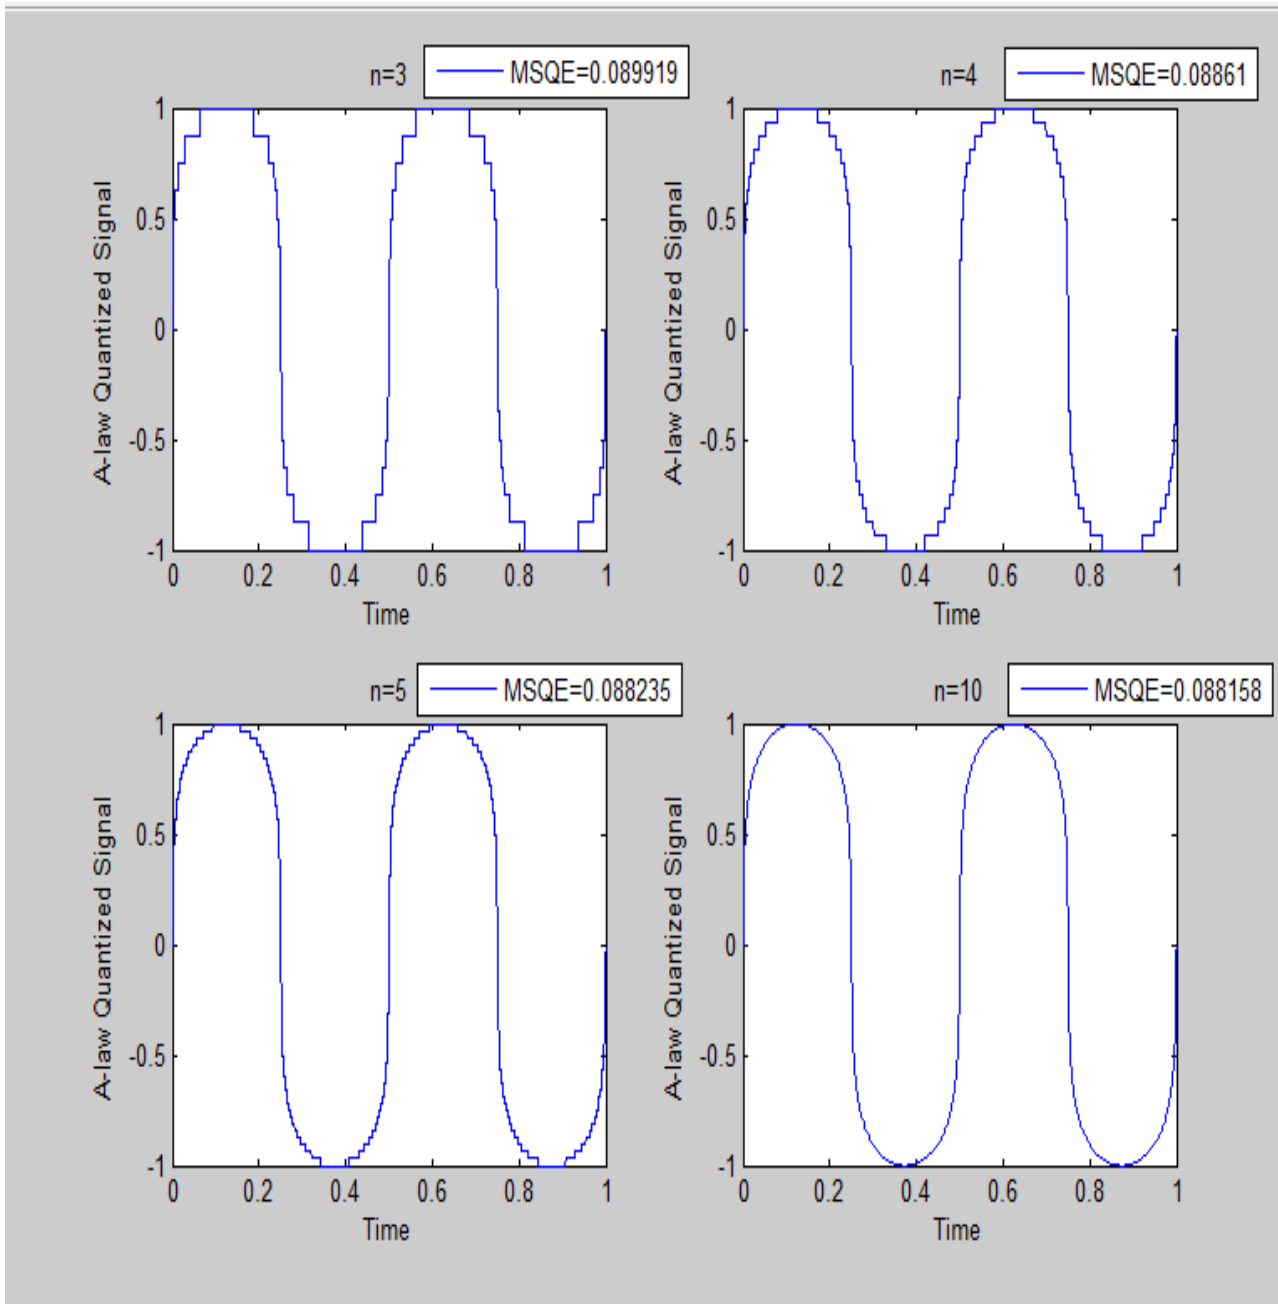 n=3
MSQE=0.089919
1
0.5
0
-0.5
-1
A-law Quantized Signal
0 0.2 0.4 0.6 0.8 1
Time
n=4
MSQE=0.08861
1
0.5
0
-0.5
-1
A-law Quantized Signal
0 0.2 0.4 0.6 0.8 1
Time
n=5
MSQE=0.088235
1
0.5
0
-0.5
-1
A-law Quantized Signal
0 0.2 0.4 0.6 0.8 1
Time
n=10
MSQE=0.088158
1
0.5
0
-0.5
-1
A-law Quantized Signal
0 0.2 0.4 0.6 0.8 1
Time